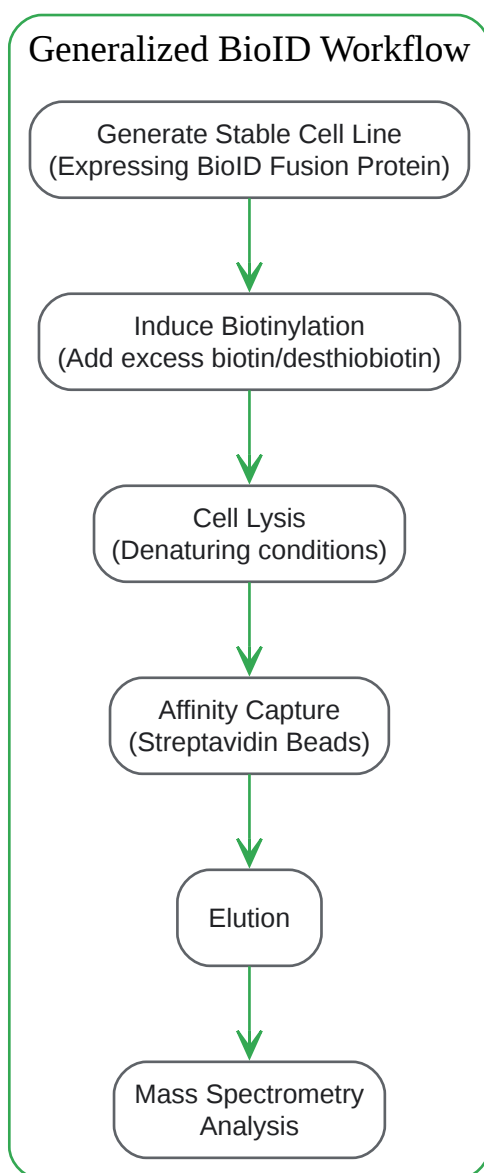 Generalized BioID Workflow
Generate Stable Cell Line
(Expressing BioID Fusion Protein)
Induce Biotinylation
(Add excess biotin/desthiobiotin)
Cell Lysis
(Denaturing conditions)
Affinity Capture
(Streptavidin Beads)
Elution
Mass Spectrometry
Analysis